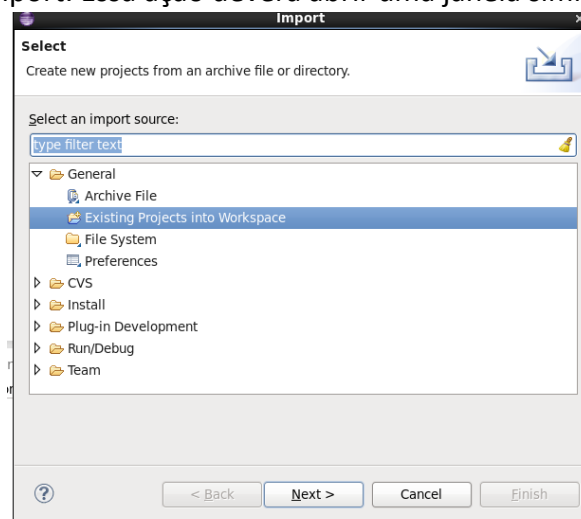 Import
Select
Create new projects from an archive file or directory.
Select an import source:
type filter text
General
Archive File
Existing Projects into Workspace
File System
Preferences
CVS
Install
Plug-in Development
Run/Debug
Team
< Back Next > Cancel Finish